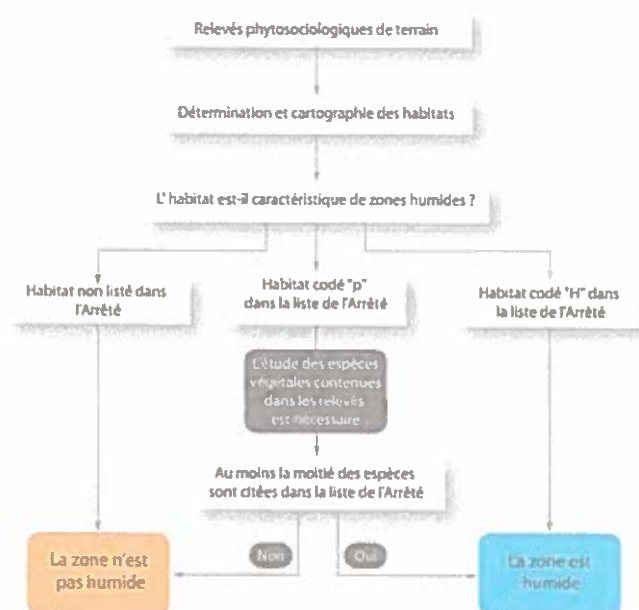 Relevés phytosociologiques de terrain
Détermination et cartographie des habitats
L' habitat est-il caractéristique de zones humides ?
Habitat non listé dans
l'Arrêté
Habitat codé "p"
dans la liste de l'Arrêté
Habitat codé "H" dans
la liste de l'Arrêté
L'étude des espèces
végétales contenues
dans les relevés
est nécessaire
Au moins la moitié des espèces
sont citées dans la liste de l'Arrêté
Non
Oui
La zone n'est
pas humide
La zone est
humide